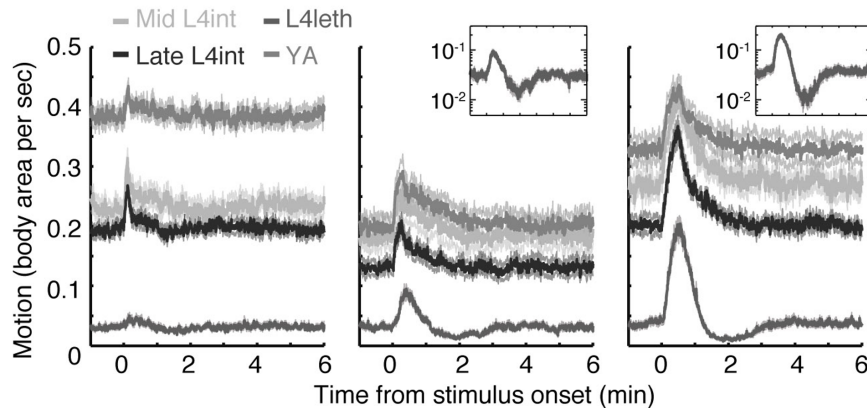 Mid L4int L4leth
Late L4int YA
Motion (body area per sec)
0.5
0.4
0.3
0.2
0.1
0
10-1
10-2
10-1
10-2
0 2 4 6
0 2 4 6
0 2 4 6
Time from stimulus onset (min)